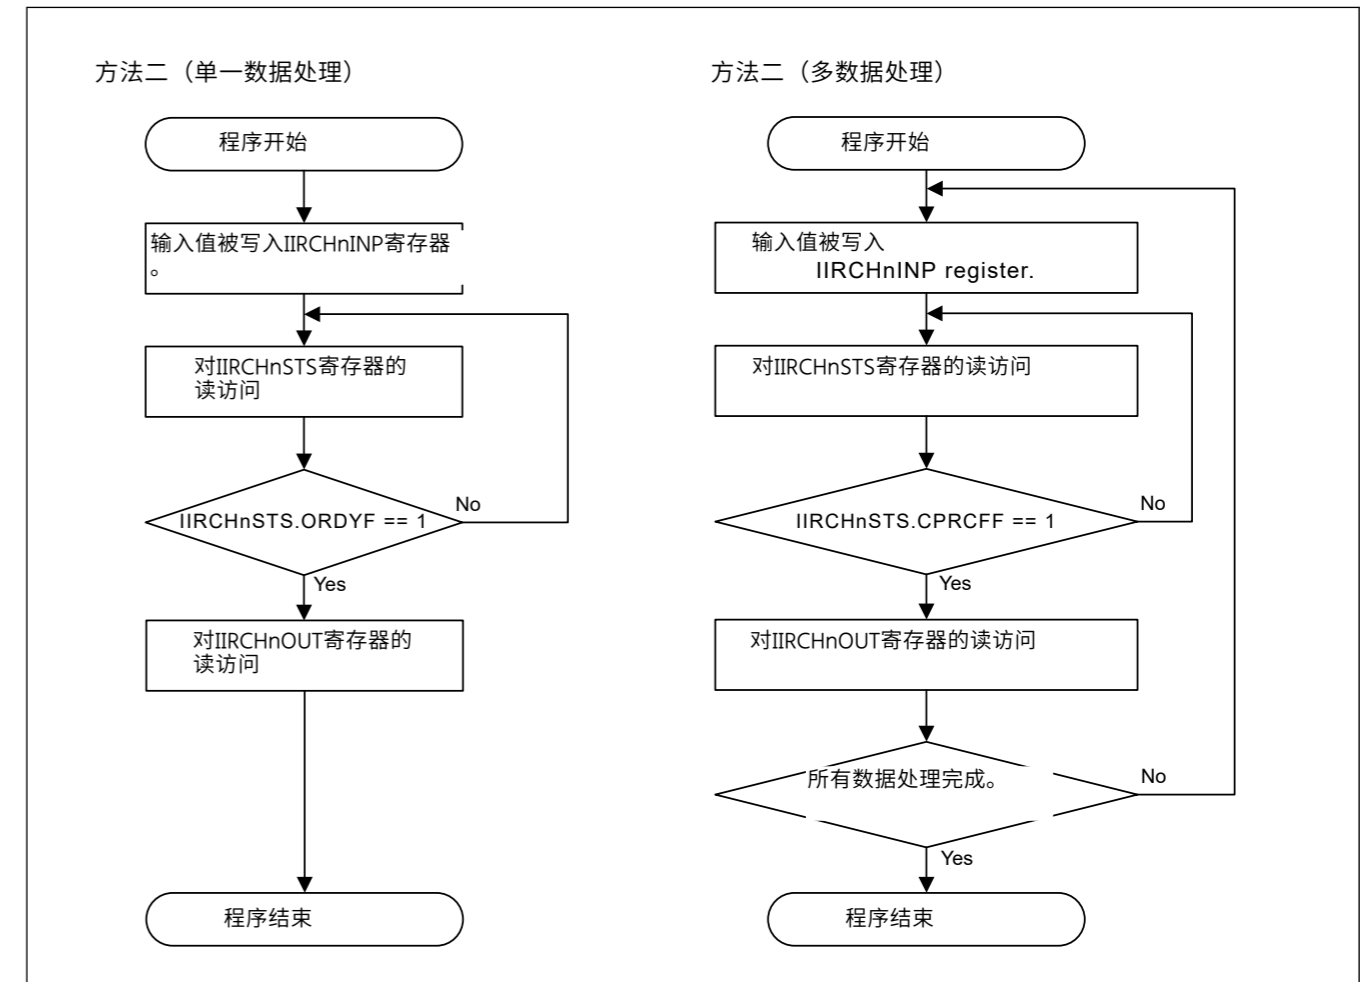 方法二（单一数据处理）
程序开始
输入值被写入IIRCHnINP寄存器
。
对IIRCHnSTS寄存器的
读访问
IIRCHnSTS.ORDYF == 1
No
Yes
对IIRCHnOUT寄存器的
读访问
程序结束
方法二（多数据处理）
程序开始
输入值被写入
IIRCHnINP register.
对IIRCHnSTS寄存器的读访问
IIRCHnSTS.CPRCFF == 1
No
Yes
对IIRCHnOUT寄存器的读访问
所有数据处理完成。
No
Yes
程序结束